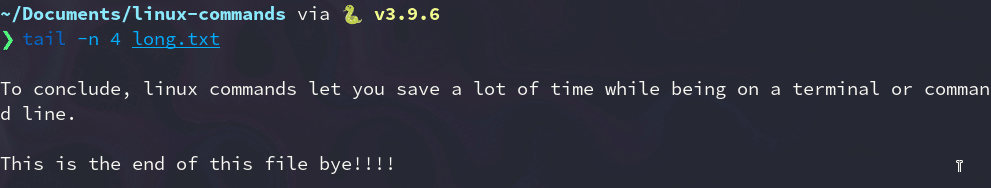 ~/Documents/linux-commands via 🐍 v3.9.6
❯ tail -n 4 long.txt
To conclude, linux commands let you save a lot of time while being on a terminal or comman
d line.
This is the end of this file bye!!!!